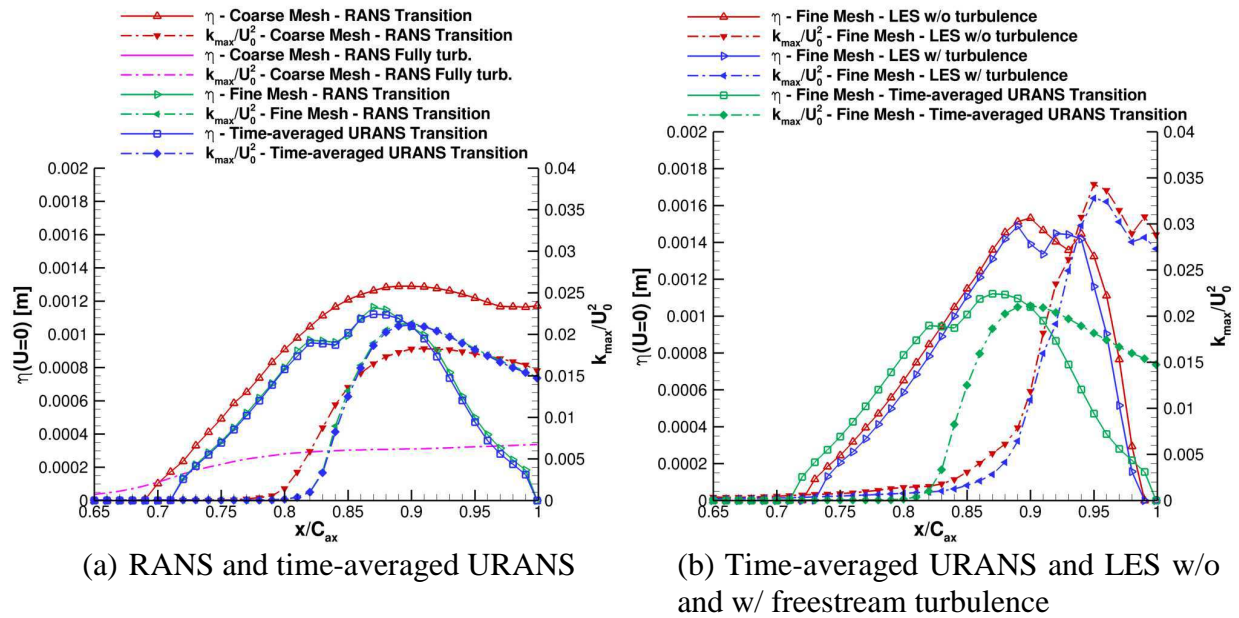 η - Coarse Mesh - RANS Transition
k_max/U_0^2 - Coarse Mesh - RANS Transition
η - Coarse Mesh - RANS Fully turb.
k_max/U_0^2 - Coarse Mesh - RANS Fully turb.
η - Fine Mesh - RANS Transition
k_max/U_0^2 - Fine Mesh - RANS Transition
η - Time-averaged URANS Transition
k_max/U_0^2 - Time-averaged URANS Transition
0.002
0.0018
0.0016
0.0014
0.0012
0.001
0.0008
0.0006
0.0004
0.0002
0
η(U=0) [m]
0.04
0.035
0.03
0.025
0.02
0.015
0.01
0.005
0
k_max/U_0^2
0.65 0.7 0.75 0.8 0.85 0.9 0.95 1
x/C_ax
(a) RANS and time-averaged URANS
η - Fine Mesh - LES w/o turbulence
k_max/U_0^2 - Fine Mesh - LES w/o turbulence
η - Fine Mesh - LES w/ turbulence
k_max/U_0^2 - Fine Mesh - LES w/ turbulence
η - Fine Mesh - Time-averaged URANS Transition
k_max/U_0^2 - Fine Mesh - Time-averaged URANS Transition
0.002
0.0018
0.0016
0.0014
0.0012
0.001
0.0008
0.0006
0.0004
0.0002
0
η(U=0) [m]
0.04
0.035
0.03
0.025
0.02
0.015
0.01
0.005
0
k_max/U_0^2
0.65 0.7 0.75 0.8 0.85 0.9 0.95 1
x/C_ax
(b) Time-averaged URANS and LES w/o
and w/ freestream turbulence